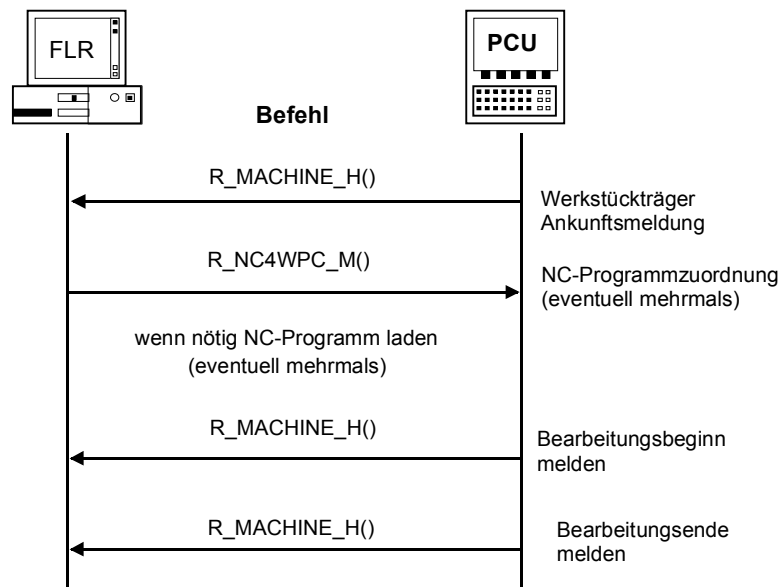 FLR
PCU
Befehl
R_MACHINE_H()
Werkstückträger
Ankunftsmeldung
R_NC4WPC_M()
NC-Programmzuordnung
(eventuell mehrmals)
wenn nötig NC-Programm laden
(eventuell mehrmals)
R_MACHINE_H()
Bearbeitungsbeginn
melden
R_MACHINE_H()
Bearbeitungsende
melden